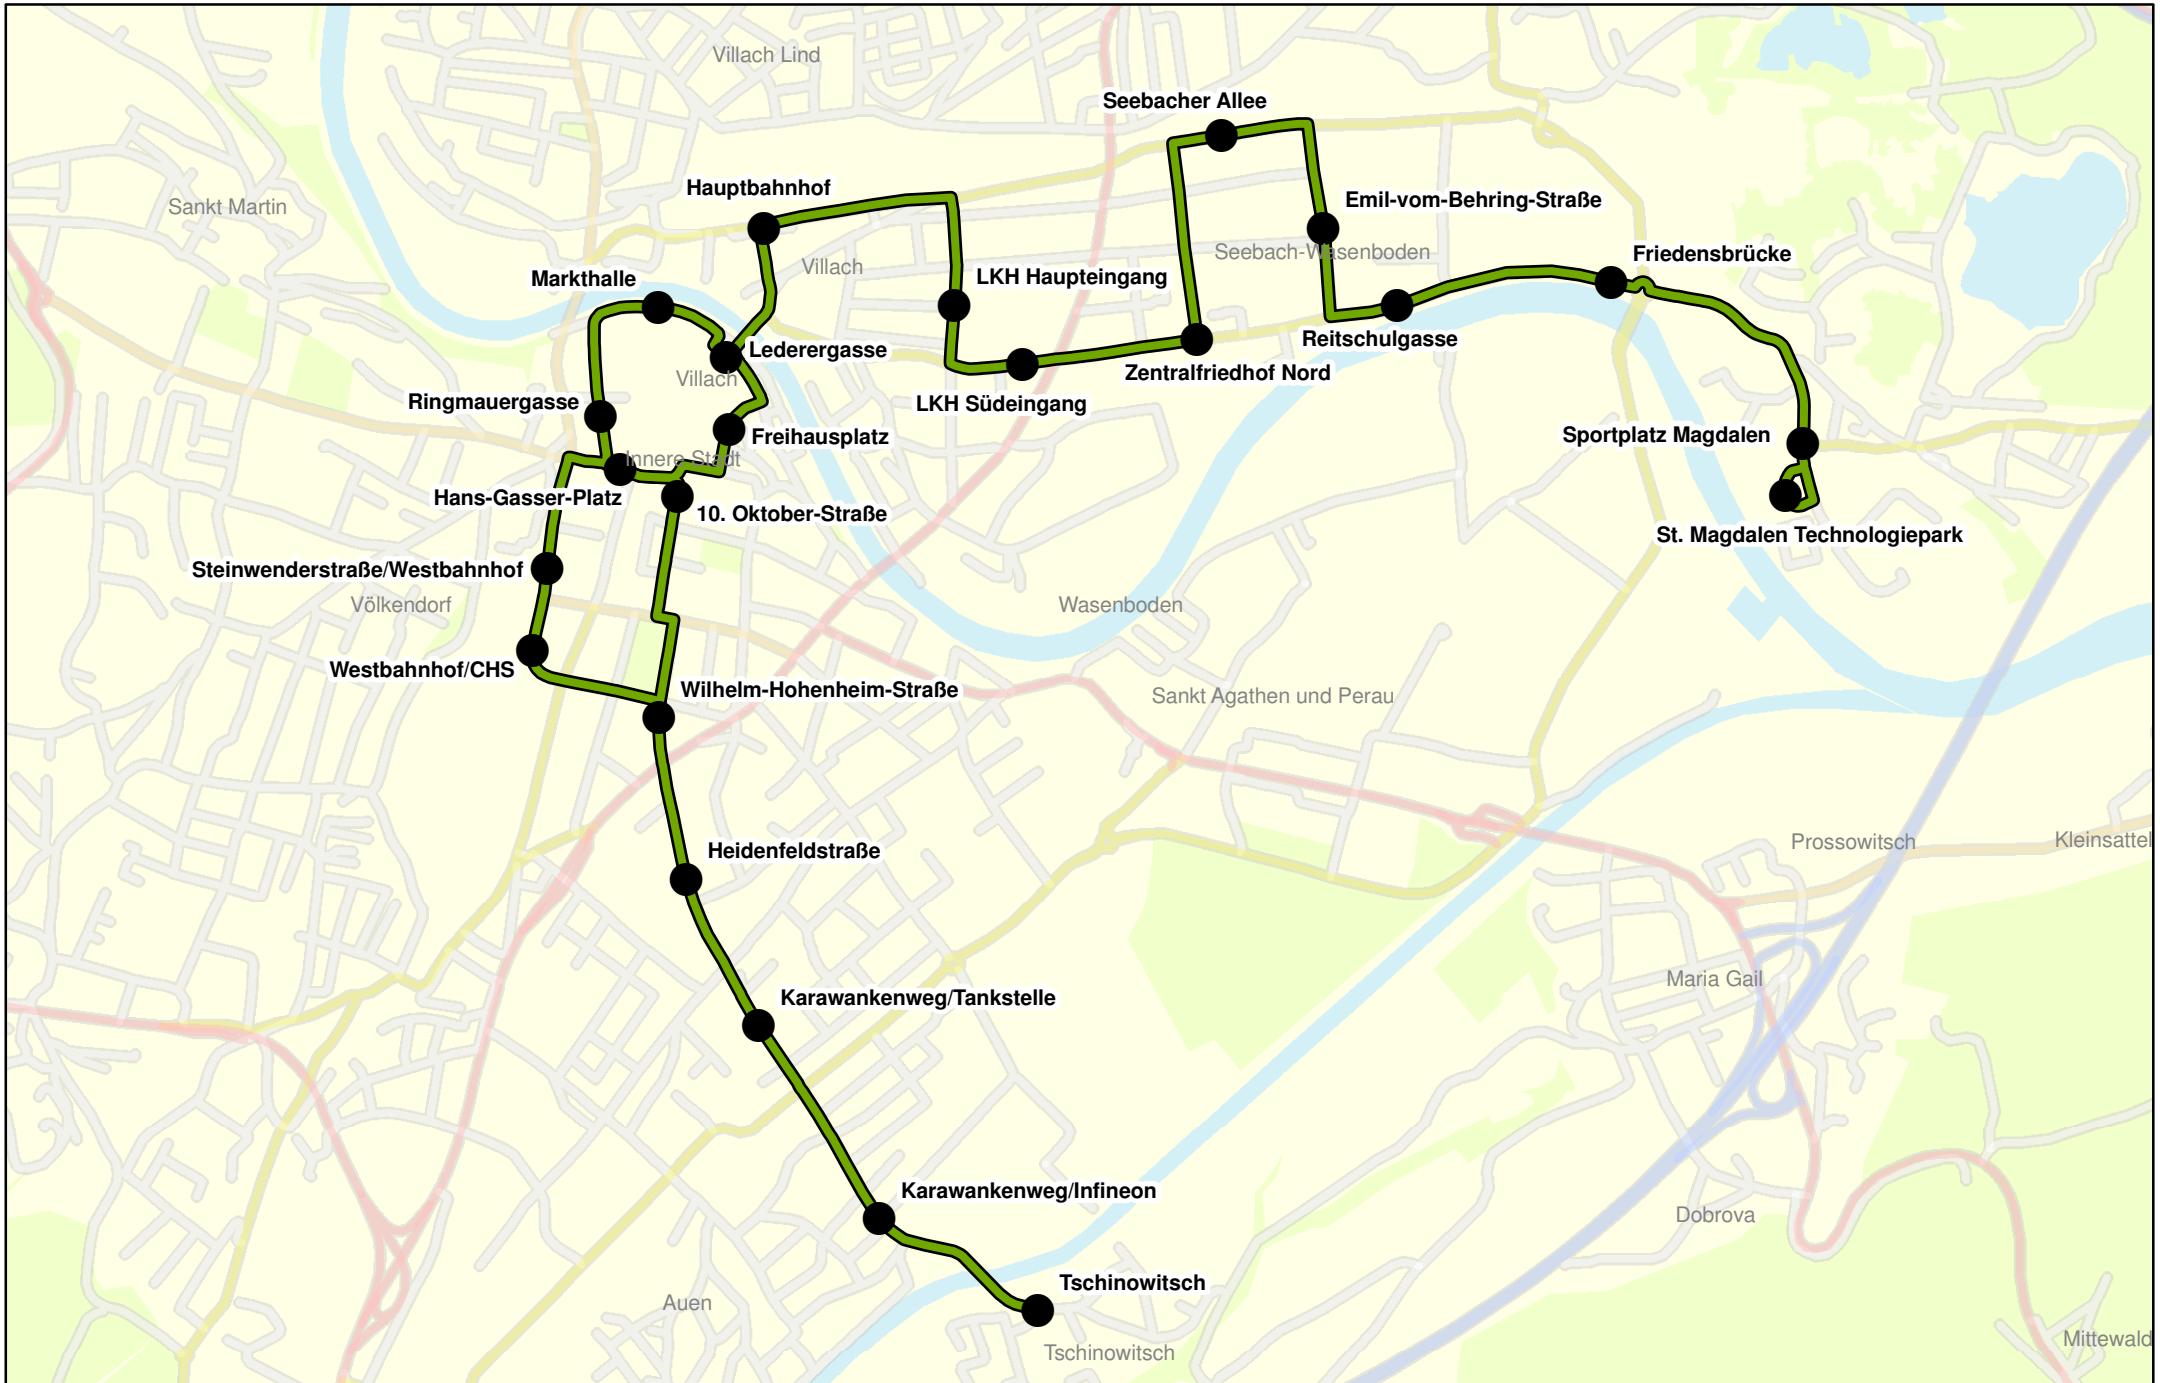 Villach Lind
Seebacher Allee
Hauptbahnhof
Sankt Martin
Emil-vom-Behring-Straße
Seebach-Wasenboden
Friedensbrücke
Villach
Markthalle
LKH Haupteingang
Reitschulgasse
Lederergasse
Zentralfriedhof Nord
Villach
Ringmauergasse
LKH Südeingang
Freihausplatz
Sportplatz Magdalen
Innere Stadt
Hans-Gasser-Platz
10. Oktober-Straße
St. Magdalen Technologiepark
Steinwenderstraße/Westbahnhof
Völkendorf
Wasenboden
Westbahnhof/CHS
Wilhelm-Hohenheim-Straße
Sankt Agathen und Perau
Prossowitsch
Kleinsattel
Heidenfeldstraße
Maria Gail
Karawankenweg/Tankstelle
Karawankenweg/Infineon
Dobrova
Tschinowitsch
Auen
Mittewald
Tschinowitsch